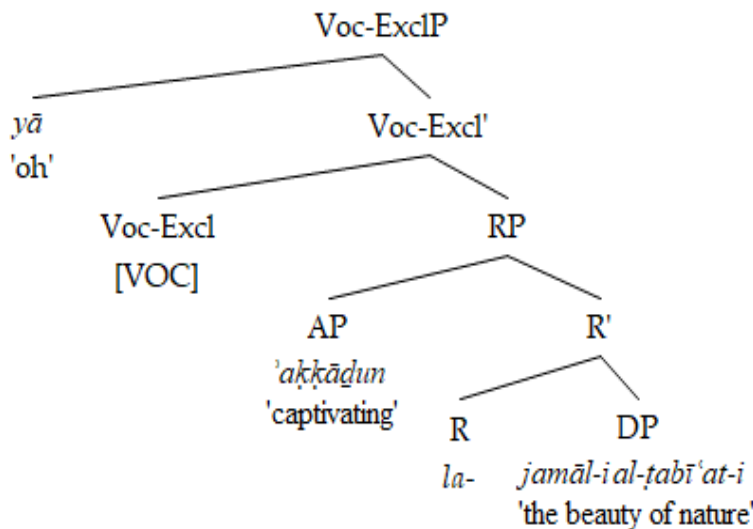 Voc-ExclP
yā
'oh'
Voc-Excl'
Voc-Excl
[VOC]
RP
AP
ʾaḳḳāḏun
'captivating'
R'
R
la-
DP
jamāl-i al-ṭabīʿat-i
'the beauty of nature'